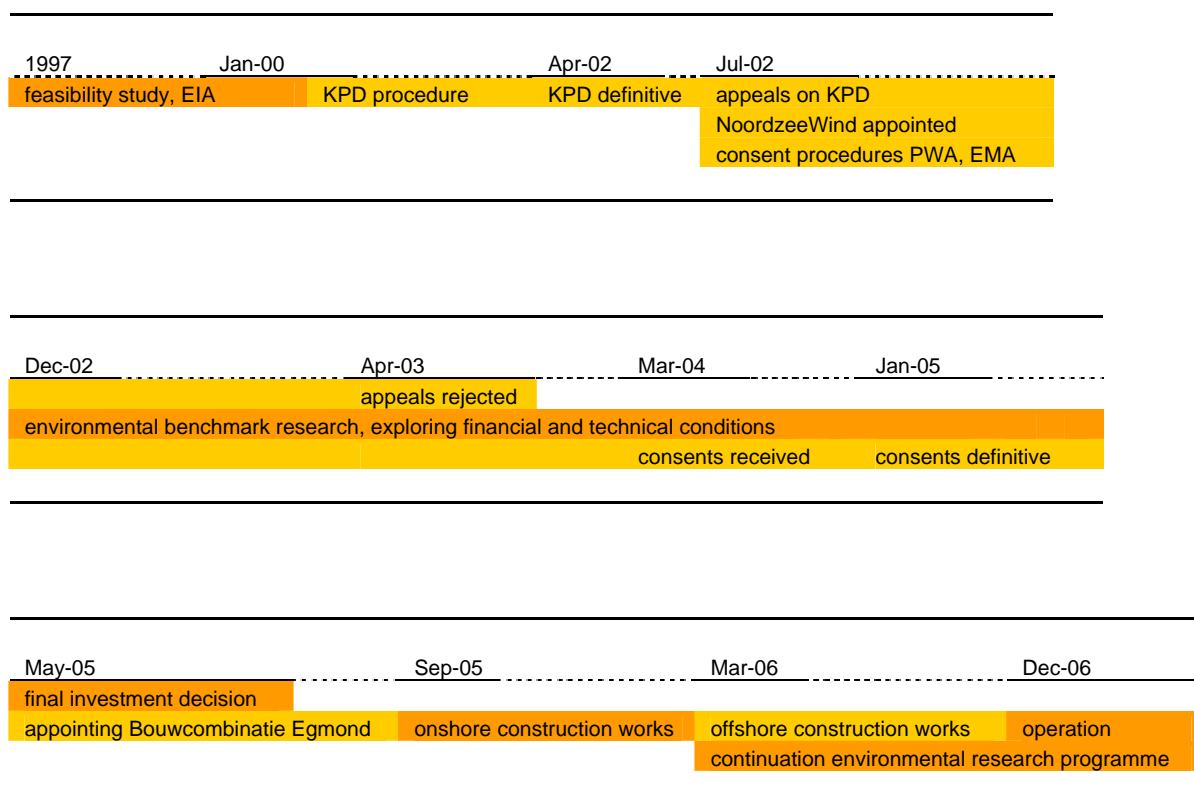 1997 Jan-00 Apr-02 Jul-02
feasibility study, EIA KPD procedure KPD definitive appeals on KPD
NoordzeeWind appointed
consent procedures PWA, EMA
Dec-02 Apr-03 Mar-04 Jan-05
appeals rejected
environmental benchmark research, exploring financial and technical conditions
consents received consents definitive
May-05 Sep-05 Mar-06 Dec-06
final investment decision
appointing Bouwcombinatie Egmond onshore construction works offshore construction works operation
continuation environmental research programme